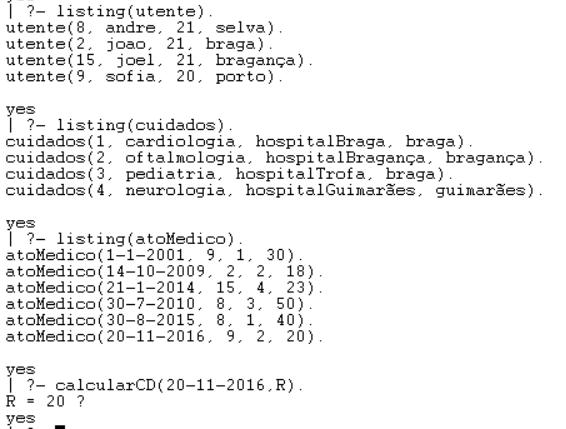 yes
| ?- listing(utente).
utente(8, andre, 21, selva).
utente(2, joao, 21, braga).
utente(15, joel, 21, bragança).
utente(9, sofia, 20, porto).
yes
| ?- listing(cuidados).
cuidados(1, cardiologia, hospitalBraga, braga).
cuidados(2, oftalmologia, hospitalBragança, bragança).
cuidados(3, pediatria, hospitalTrofa, braga).
cuidados(4, neurologia, hospitalGuimarães, guimarães).
yes
| ?- listing(atoMedico).
atoMedico(1-1-2001, 9, 1, 30).
atoMedico(14-10-2009, 2, 2, 18).
atoMedico(21-1-2014, 15, 4, 23).
atoMedico(30-7-2010, 8, 3, 50).
atoMedico(30-8-2015, 8, 1, 40).
atoMedico(20-11-2016, 9, 2, 20).
yes
| ?- calcularCD(20-11-2016,R).
R = 20 ?
yes